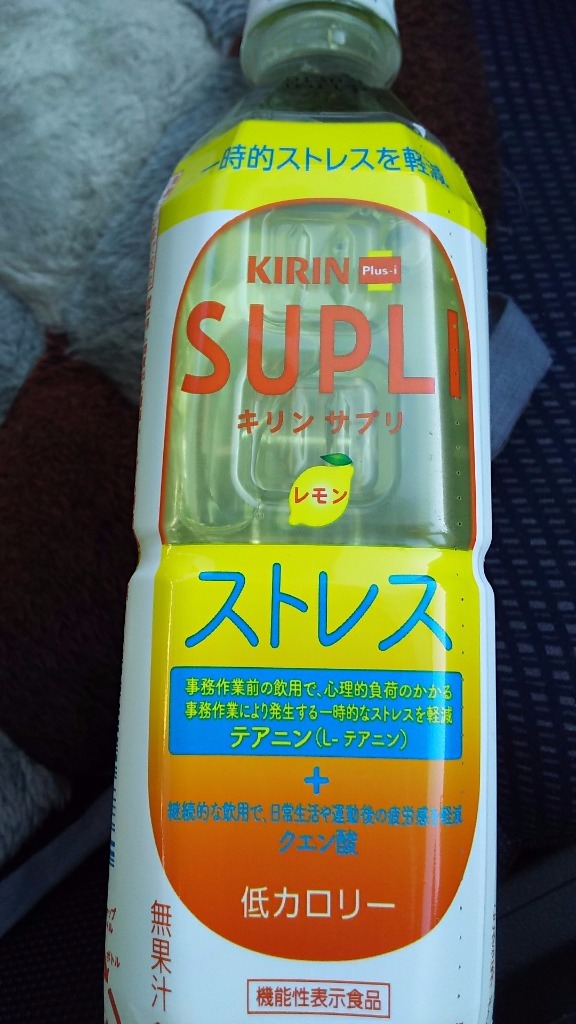 一時的ストレスを軽減
KIRIN Plus-i
SUPLI
キリン サプリ
レモン
ストレス
事務作業前の飲用で、心理的負荷のかかる
事務作業により発生する一時的なストレスを軽減
テアニン(L-テアニン)
+
継続的な飲用で、日常生活や運動後の疲労感を軽減
クエン酸
低カロリー
無果汁
機能性表示食品